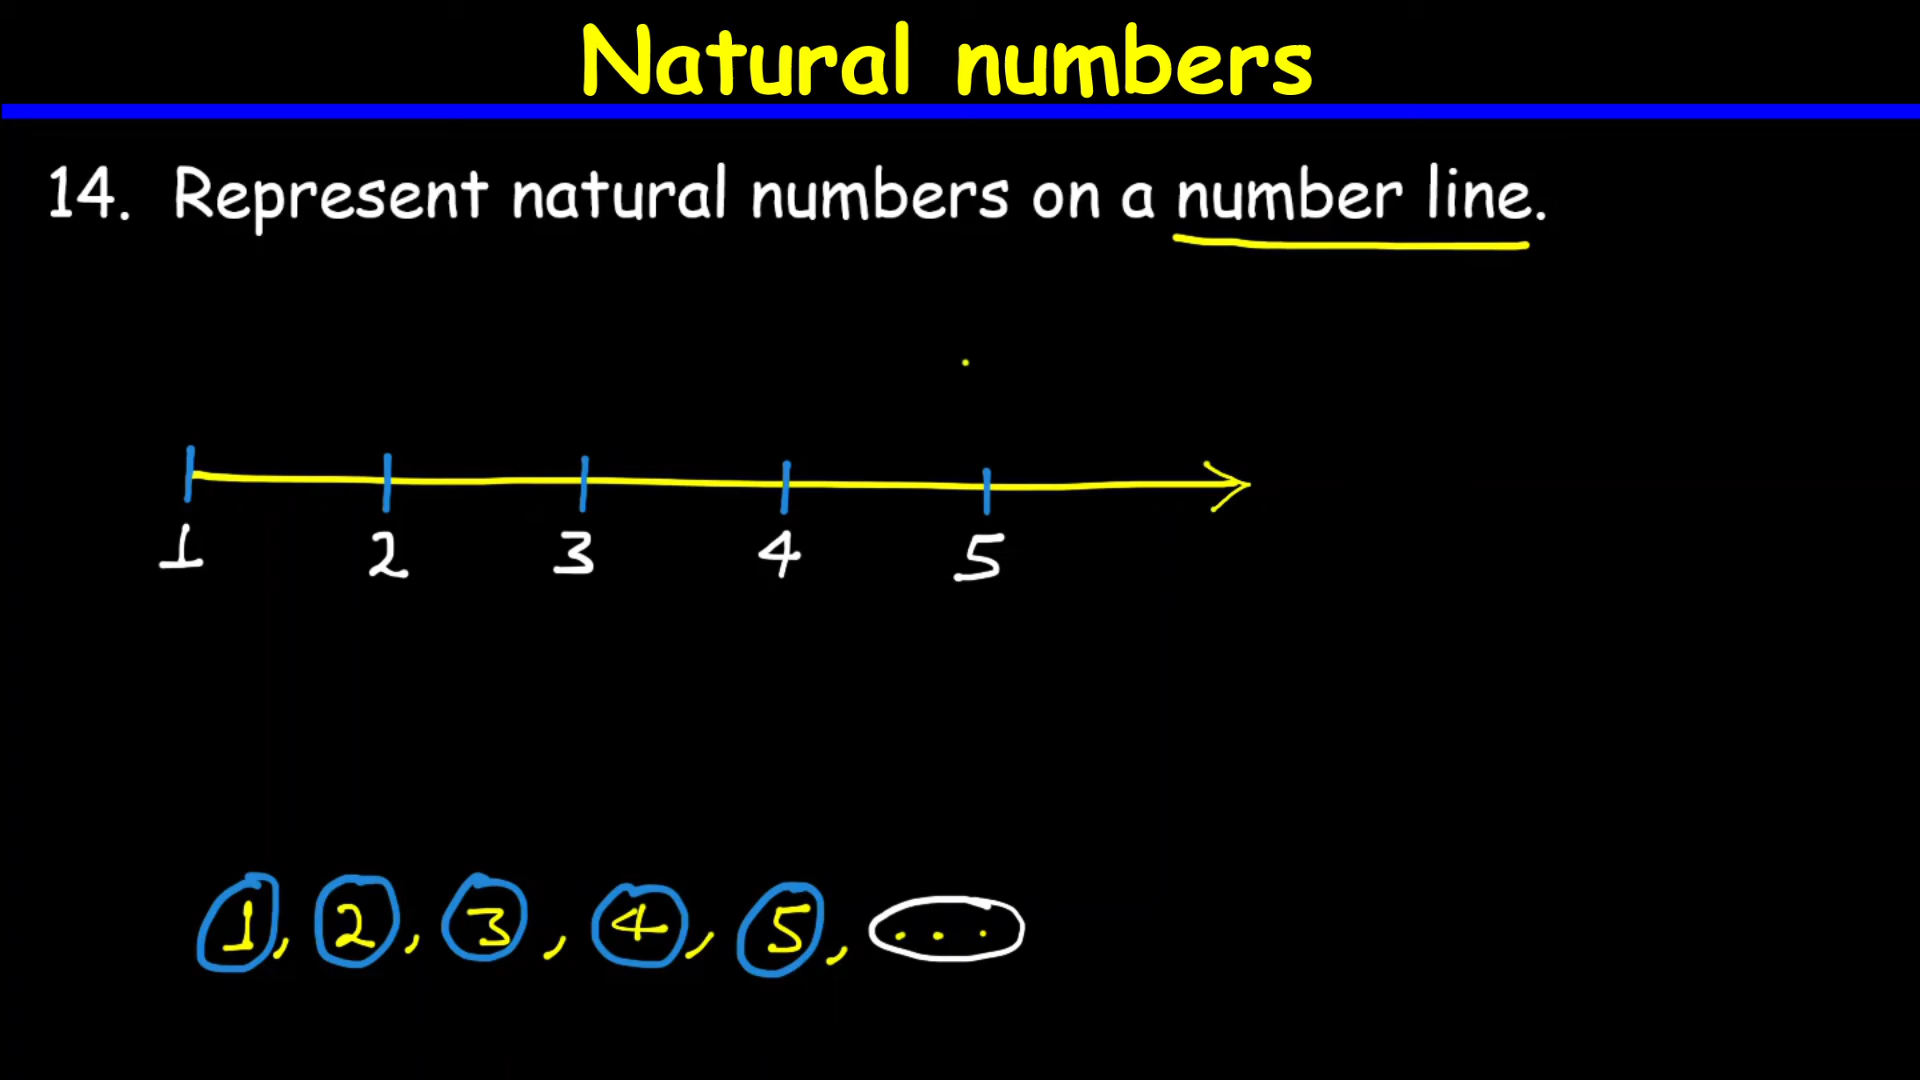 Natural numbers
14. Represent natural numbers on a number line.
1 2 3 4 5
1, 2, 3, 4, 5, ...